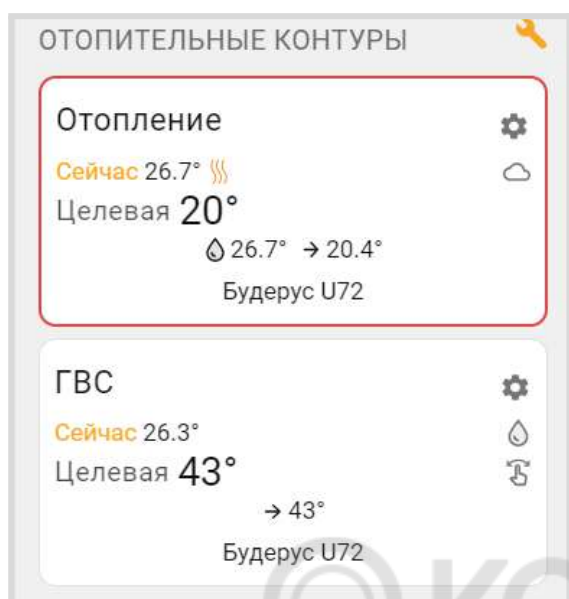 ОТОПИТЕЛЬНЫЕ КОНТУРЫ
Отопление
Сейчас 26.7°
Целевая 20°
26.7° → 20.4°
Будерус U72
ГВС
Сейчас 26.3°
Целевая 43°
→ 43°
Будерус U72